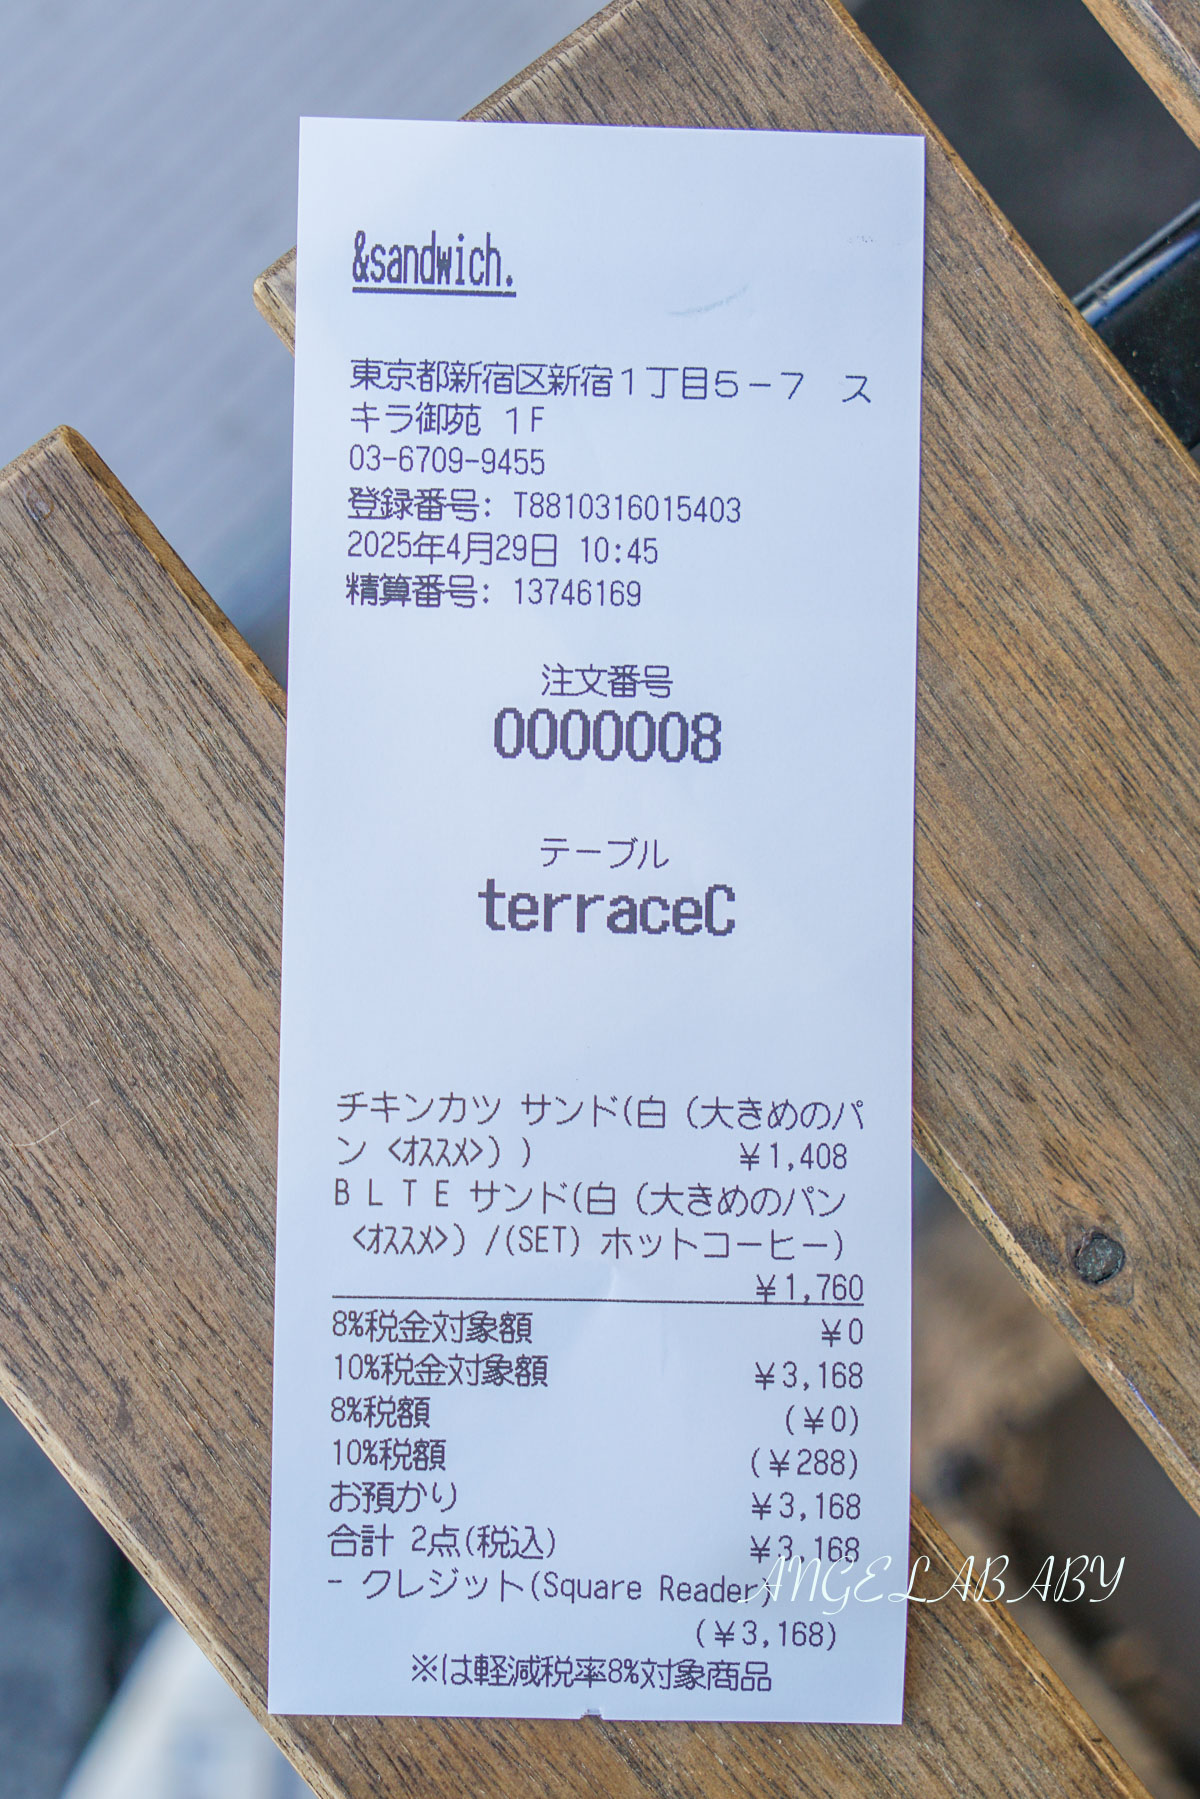 &sandwich.
東京都新宿区新宿1丁目5-7 ス
キラ御苑 1F
03-6709-9455
登録番号: T8810316015403
2025年4月29日 10:45
精算番号: 13746169
注文番号
0000008
テーブル
terraceC
チキンカツ サンド(白 (大きめのパ
ン <ｵｽｽﾒ>)) ¥1,408
BLTE サンド(白 (大きめのパン
<ｵｽｽﾒ>) /(SET) ホットコーヒー)
¥1,760
8%税金対象額 ¥0
10%税金対象額 ¥3,168
8%税額 (¥0)
10%税額 (¥288)
お預かり ¥3,168
合計 2点(税込) ¥3,168
- クレジット(Square Reader)
(¥3,168)
※は軽減税率8%対象商品
ANGELABABY